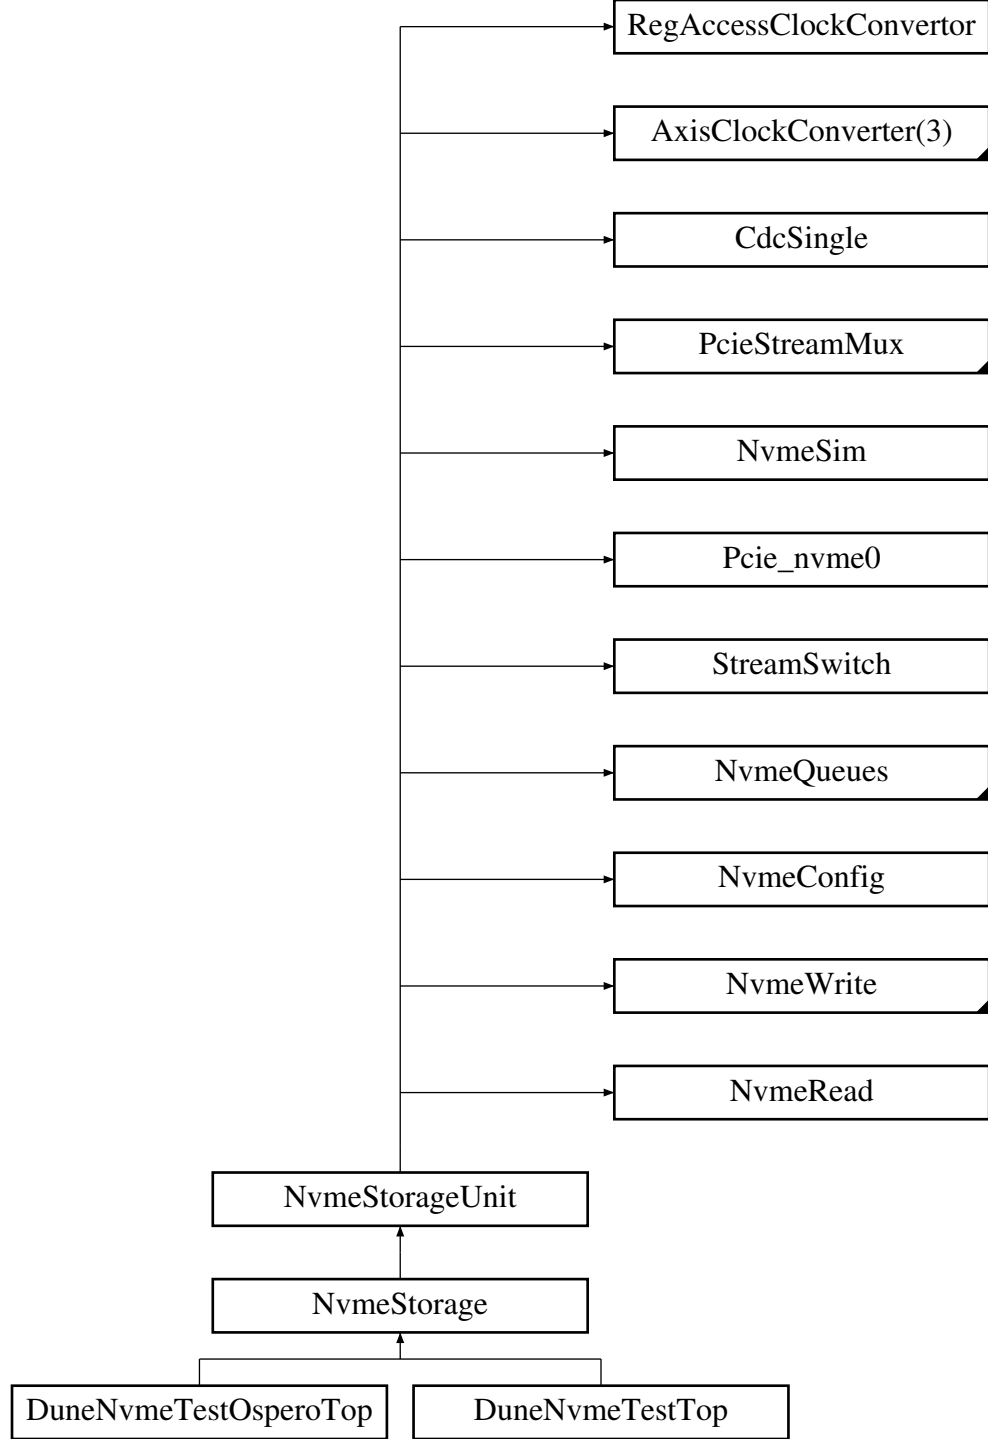 RegAccessClockConvertor
AxisClockConverter(3)
CdcSingle
PcieStreamMux
NvmeSim
Pcie_nvme0
StreamSwitch
NvmeQueues
NvmeConfig
NvmeWrite
NvmeRead
NvmeStorageUnit
NvmeStorage
DuneNvmeTestOsperoTop
DuneNvmeTestTop